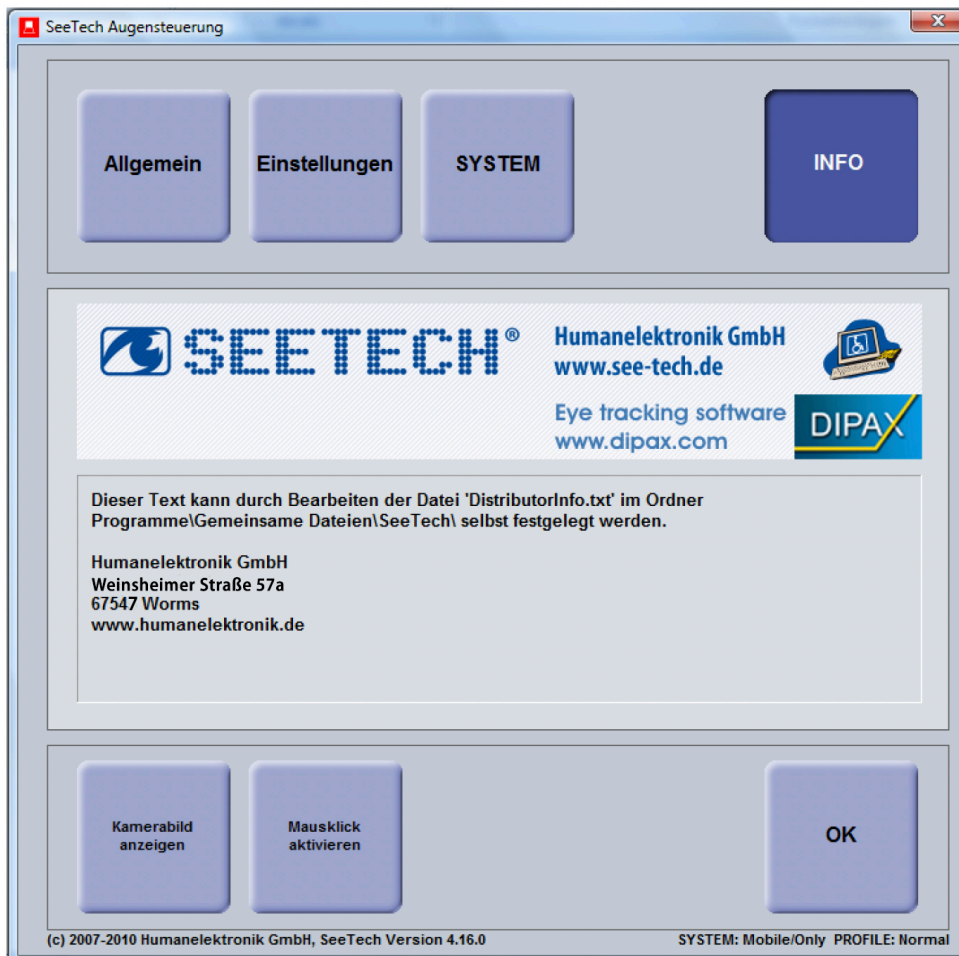 SeeTech Augensteuerung
Allgemein
Einstellungen
SYSTEM
INFO
SEETECH®
Humanelektronik GmbH
www.see-tech.de
Eye tracking software
www.dipax.com
DIPAX
Dieser Text kann durch Bearbeiten der Datei 'DistributorInfo.txt' im Ordner
Programme\Gemeinsame Dateien\SeeTech\ selbst festgelegt werden.
Humanelektronik GmbH
Weinsheimer Straße 57a
67547 Worms
www.humanelektronik.de
Kamerabild
anzeigen
Mausklick
aktivieren
OK
(c) 2007-2010 Humanelektronik GmbH, SeeTech Version 4.16.0
SYSTEM: Mobile/Only PROFILE: Normal